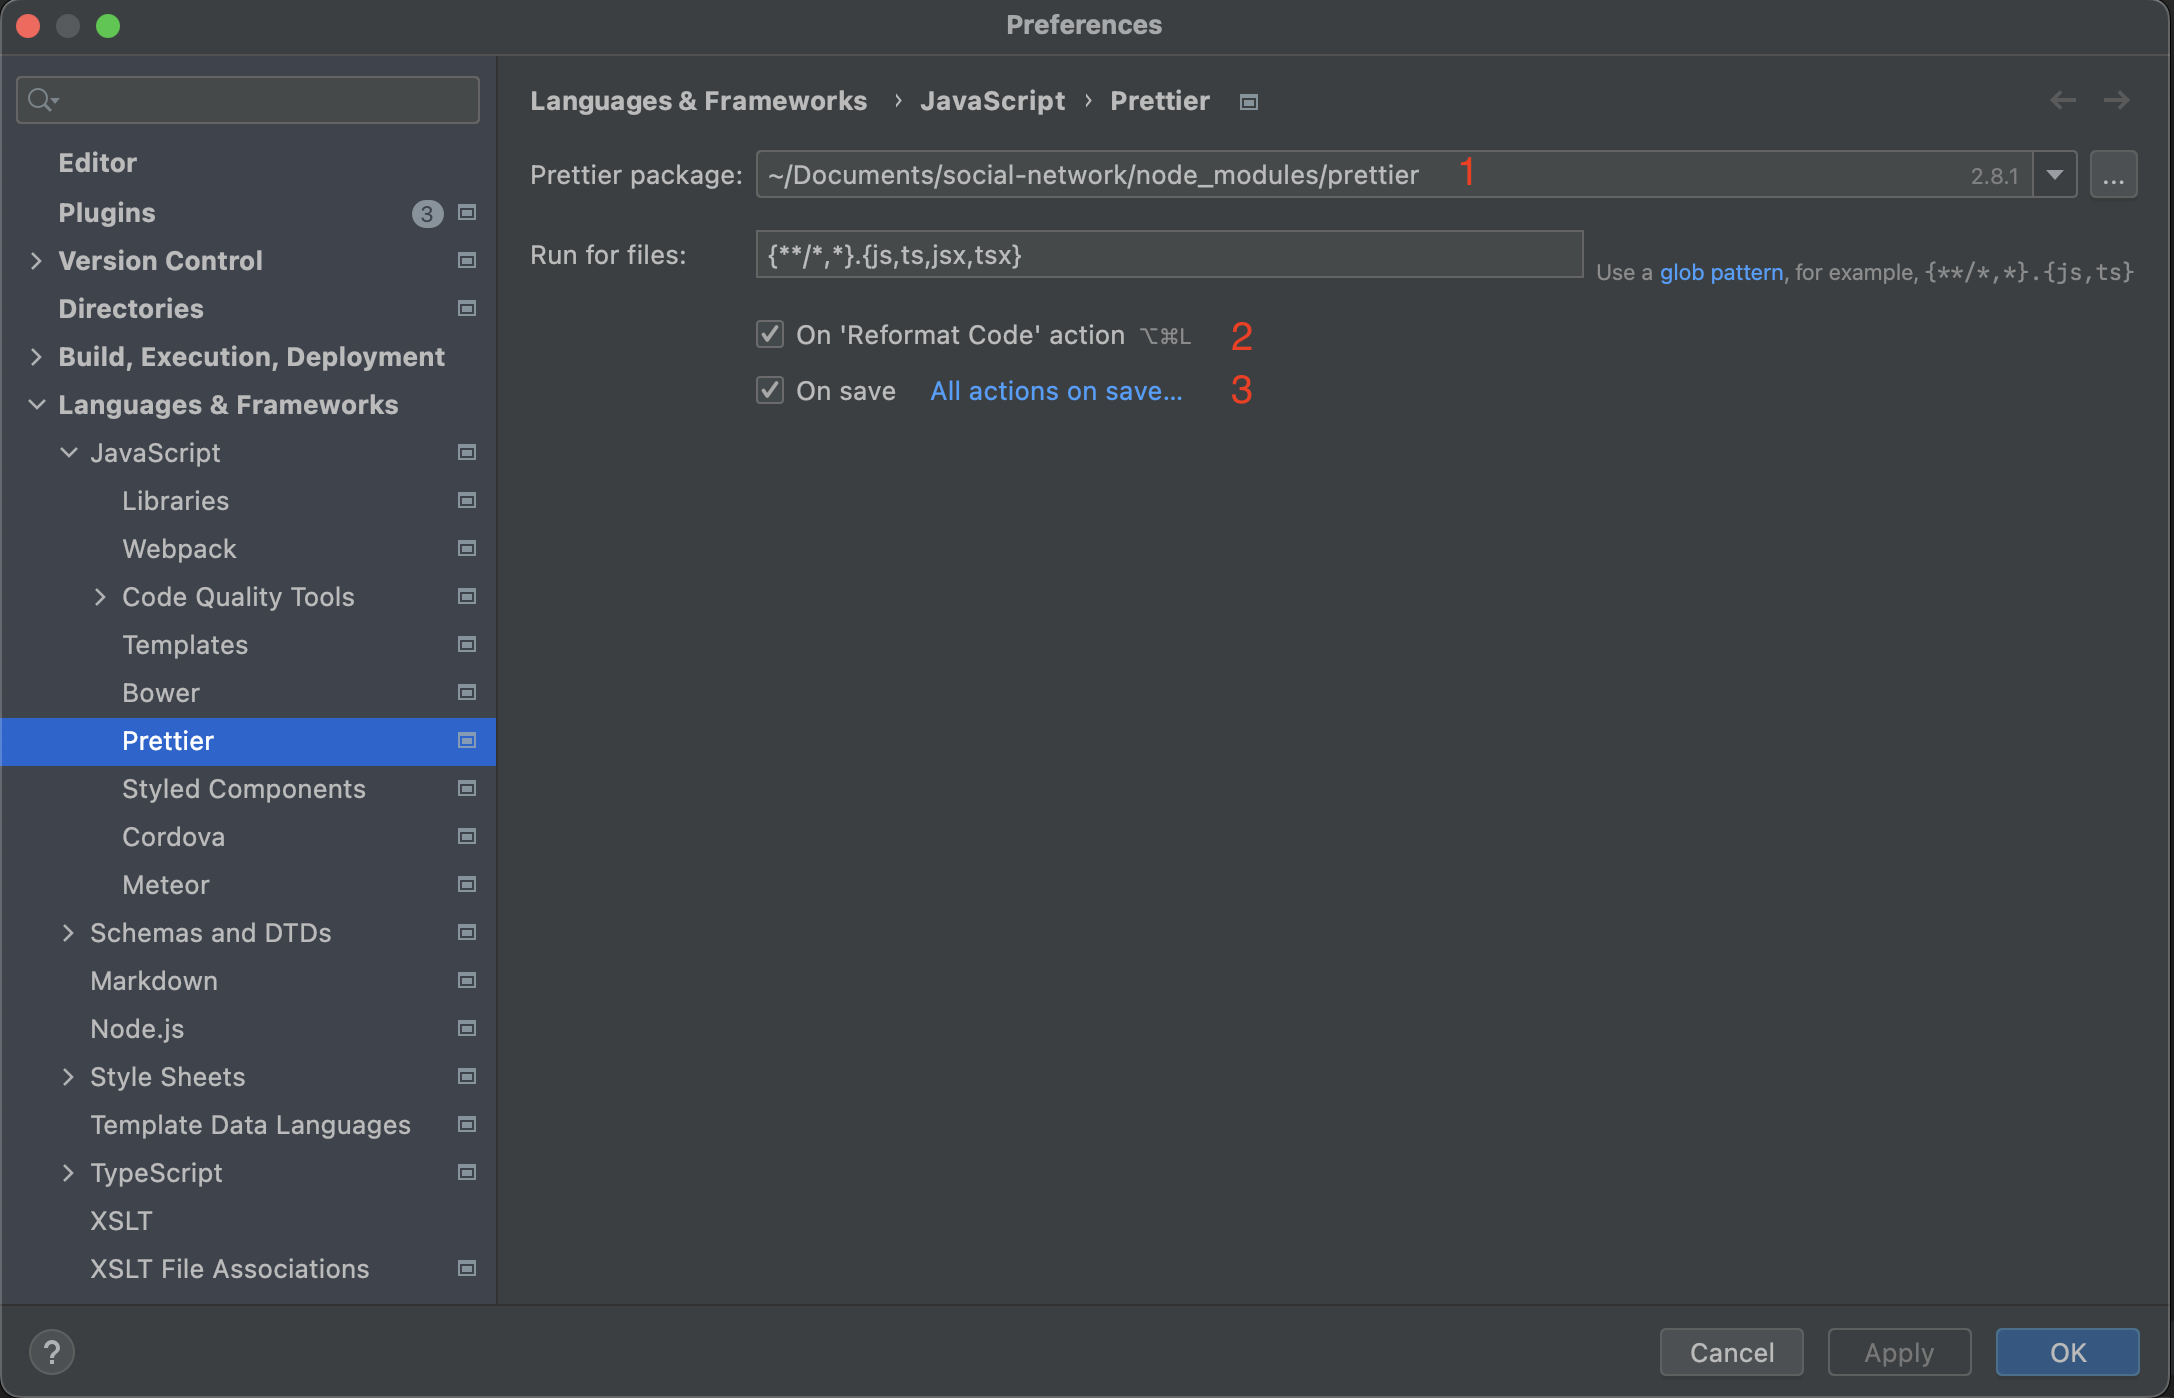 Preferences
Editor
Plugins 3
Version Control
Directories
Build, Execution, Deployment
Languages & Frameworks
JavaScript
Libraries
Webpack
Code Quality Tools
Templates
Bower
Prettier
Styled Components
Cordova
Meteor
Schemas and DTDs
Markdown
Node.js
Style Sheets
Template Data Languages
TypeScript
XSLT
XSLT File Associations
Languages & Frameworks › JavaScript › Prettier
Prettier package: ~/Documents/social-network/node_modules/prettier 1 2.8.1 ...
Run for files: {**/*,*}.{js,ts,jsx,tsx}
Use a glob pattern, for example, {**/*,*}.{js,ts}
On 'Reformat Code' action ⌥⌘L 2
On save All actions on save... 3
? Cancel Apply OK